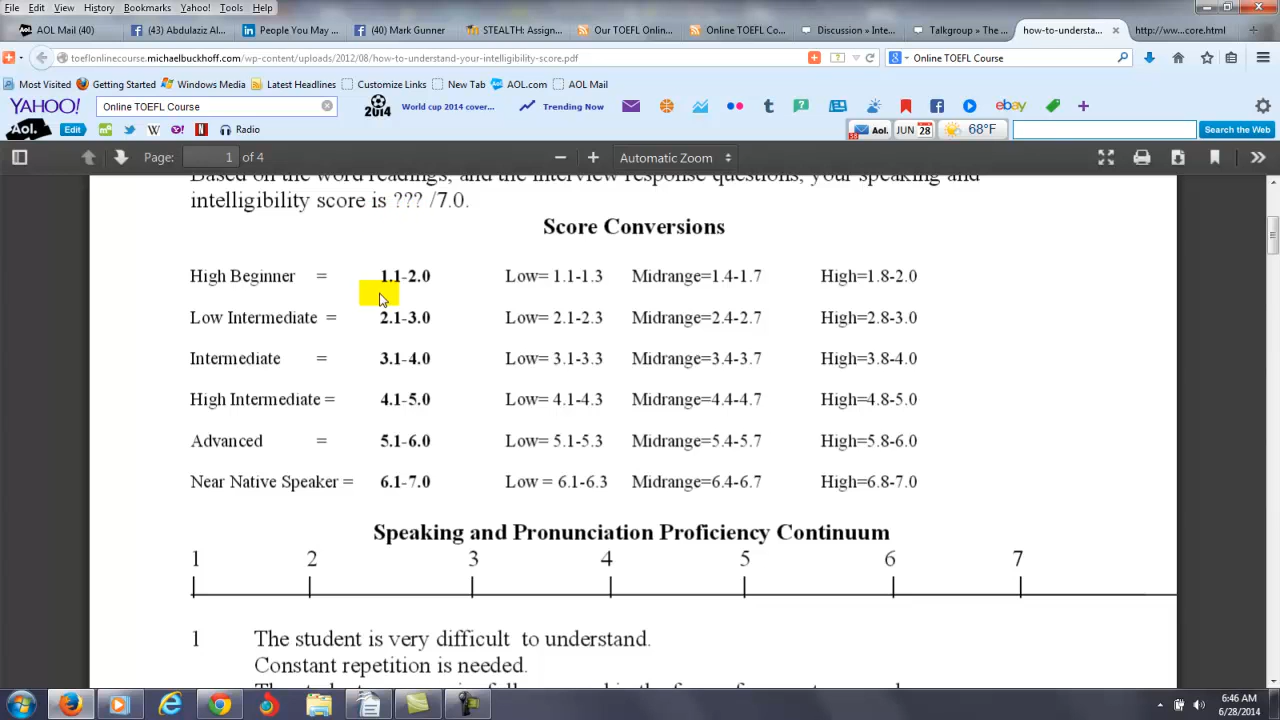 File Edit View History Bookmarks Yahoo! Tools Help
AOL Mail (40) (43) Abdulaziz Al... People You May ... (40) Mark Gunner STEALTH: Assign... Our TOEFL Onlin... Online TOEFL Co... Discussion » Inte... Talkgroup » The ... how-to-understa... http://ww...core.html
toeflonlinecourse.michaelbuckhoff.com/wp-content/uploads/2012/08/how-to-understand-your-intelligibility-score.pdf Online TOEFL Course
Most Visited Getting Started Windows Media Latest Headlines Customize Links New Tab AOL.com AOL Mail
YAHOO! Online TOEFL Course 2014 World cup 2014 cover... Trending Now ebay
Aol. Edit Radio Aol. JUN 28 68°F Search the Web
Page: 1 of 4 Automatic Zoom
Based on the word readings, and the interview response questions, your speaking and
intelligibility score is ??? /7.0.
Score Conversions
High Beginner = 1.1-2.0 Low= 1.1-1.3 Midrange=1.4-1.7 High=1.8-2.0
Low Intermediate = 2.1-3.0 Low= 2.1-2.3 Midrange=2.4-2.7 High=2.8-3.0
Intermediate = 3.1-4.0 Low= 3.1-3.3 Midrange=3.4-3.7 High=3.8-4.0
High Intermediate = 4.1-5.0 Low= 4.1-4.3 Midrange=4.4-4.7 High=4.8-5.0
Advanced = 5.1-6.0 Low= 5.1-5.3 Midrange=5.4-5.7 High=5.8-6.0
Near Native Speaker = 6.1-7.0 Low = 6.1-6.3 Midrange=6.4-6.7 High=6.8-7.0
Speaking and Pronunciation Proficiency Continuum
1 2 3 4 5 6 7
1 The student is very difficult to understand.
Constant repetition is needed.
6:46 AM
6/28/2014